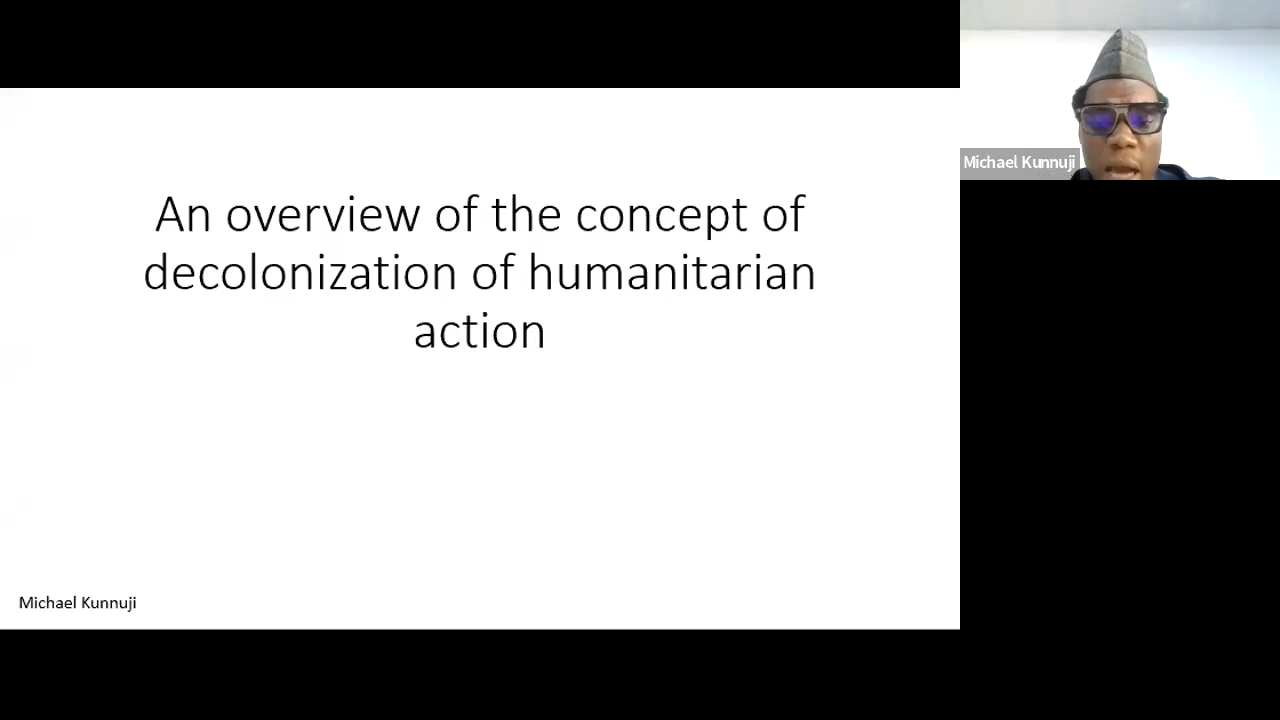 An overview of the concept of
decolonization of humanitarian
action
Michael Kunnuji
Michael Kunnuji